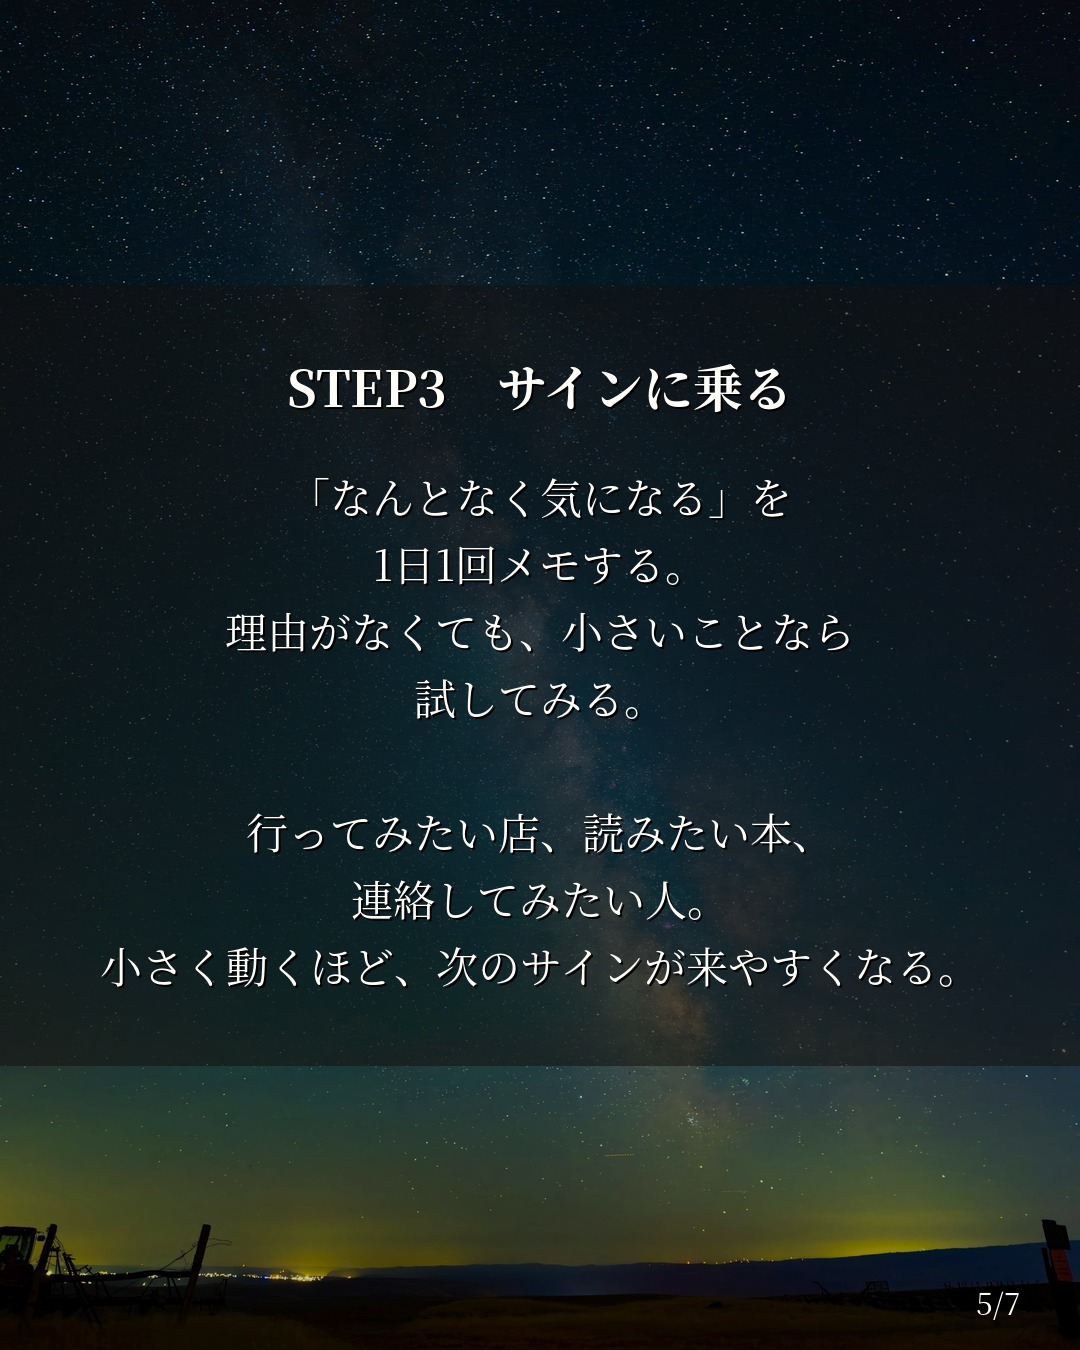 STEP3　サインに乗る
「なんとなく気になる」を
1日1回メモする。
理由がなくても、小さいことなら
試してみる。
行ってみたい店、読みたい本、
連絡してみたい人。
小さく動くほど、次のサインが来やすくなる。
5/7